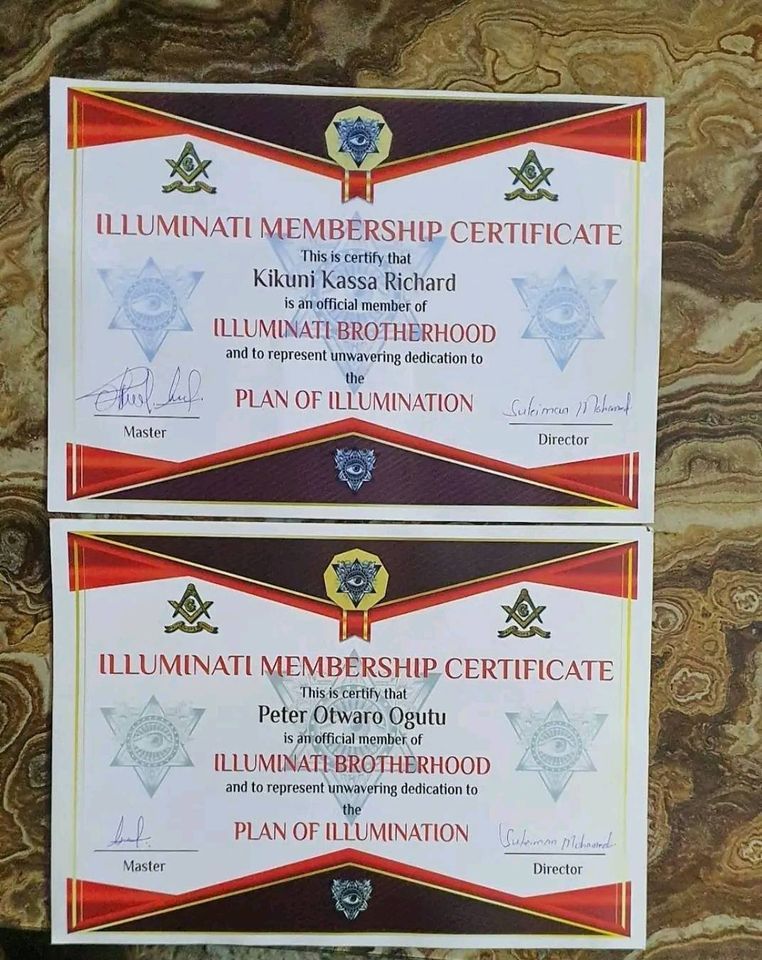 ILLUMINATI MEMBERSHIP CERTIFICATE
This is certify that
Kikuni Kassa Richard
is an official member of
ILLUMINATI BROTHERHOOD
and to represent unwavering dedication to
the
PLAN OF ILLUMINATION
Suleiman Mohamed
Master
Director
ILLUMINATI MEMBERSHIP CERTIFICATE
This is certify that
Peter Otwaro Ogutu
is an official member of
ILLUMINATI BROTHERHOOD
and to represent unwavering dedication to
the
PLAN OF ILLUMINATION
Suleiman Mohamed
Master
Director